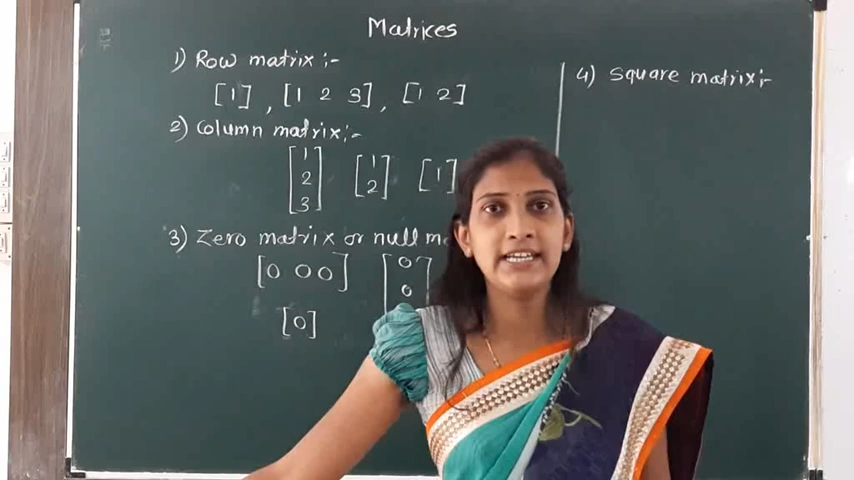 Matrices
1) Row matrix :-
[1] , [1 2 3] , [1 2]
2) Column matrix :-
[1 2 3] [1 2] [1]
3) Zero matrix or null
[0 0 0] [0 0
[0]
4) square matrix :-